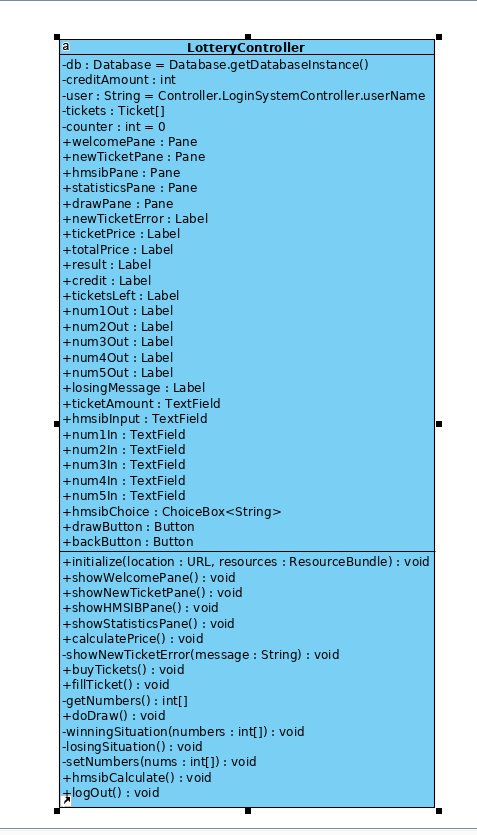 a
LotteryController
-db : Database = Database.getDatabaseInstance()
-creditAmount : int
-user : String = Controller.LoginSystemController.userName
-tickets : Ticket[]
-counter : int = 0
+welcomePane : Pane
+newTicketPane : Pane
+hmsibPane : Pane
+statisticsPane : Pane
+drawPane : Pane
+newTicketError : Label
+ticketPrice : Label
+totalPrice : Label
+result : Label
+credit : Label
+ticketsLeft : Label
+num1Out : Label
+num2Out : Label
+num3Out : Label
+num4Out : Label
+num5Out : Label
+losingMessage : Label
+ticketAmount : TextField
+hmsibInput : TextField
+num1In : TextField
+num2In : TextField
+num3In : TextField
+num4In : TextField
+num5In : TextField
+hmsibChoice : ChoiceBox<String>
+drawButton : Button
+backButton : Button
+initialize(location : URL, resources : ResourceBundle) : void
+showWelcomePane() : void
+showNewTicketPane() : void
+showHMSIBPane() : void
+showStatisticsPane() : void
+calculatePrice() : void
-showNewTicketError(message : String) : void
+buyTickets() : void
+fillTicket() : void
-getNumbers() : int[]
+doDraw() : void
-winningSituation(numbers : int[]) : void
-losingSituation() : void
-setNumbers(nums : int[]) : void
+hmsibCalculate() : void
+logOut() : void